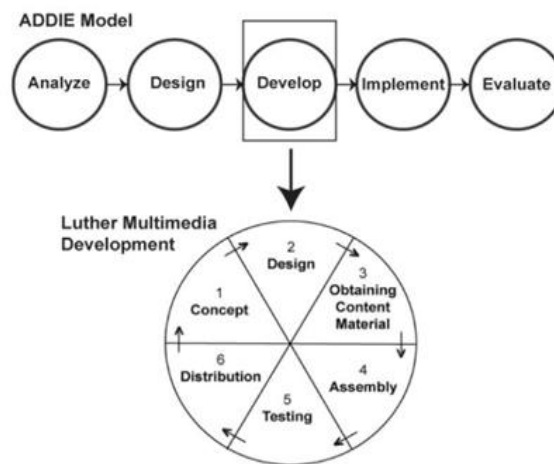 ADDIE Model
Analyze
Design
Develop
Implement
Evaluate
Luther Multimedia
Development
1
Concept
2
Design
3
Obtaining
Content
Material
4
Assembly
5
Testing
6
Distribution